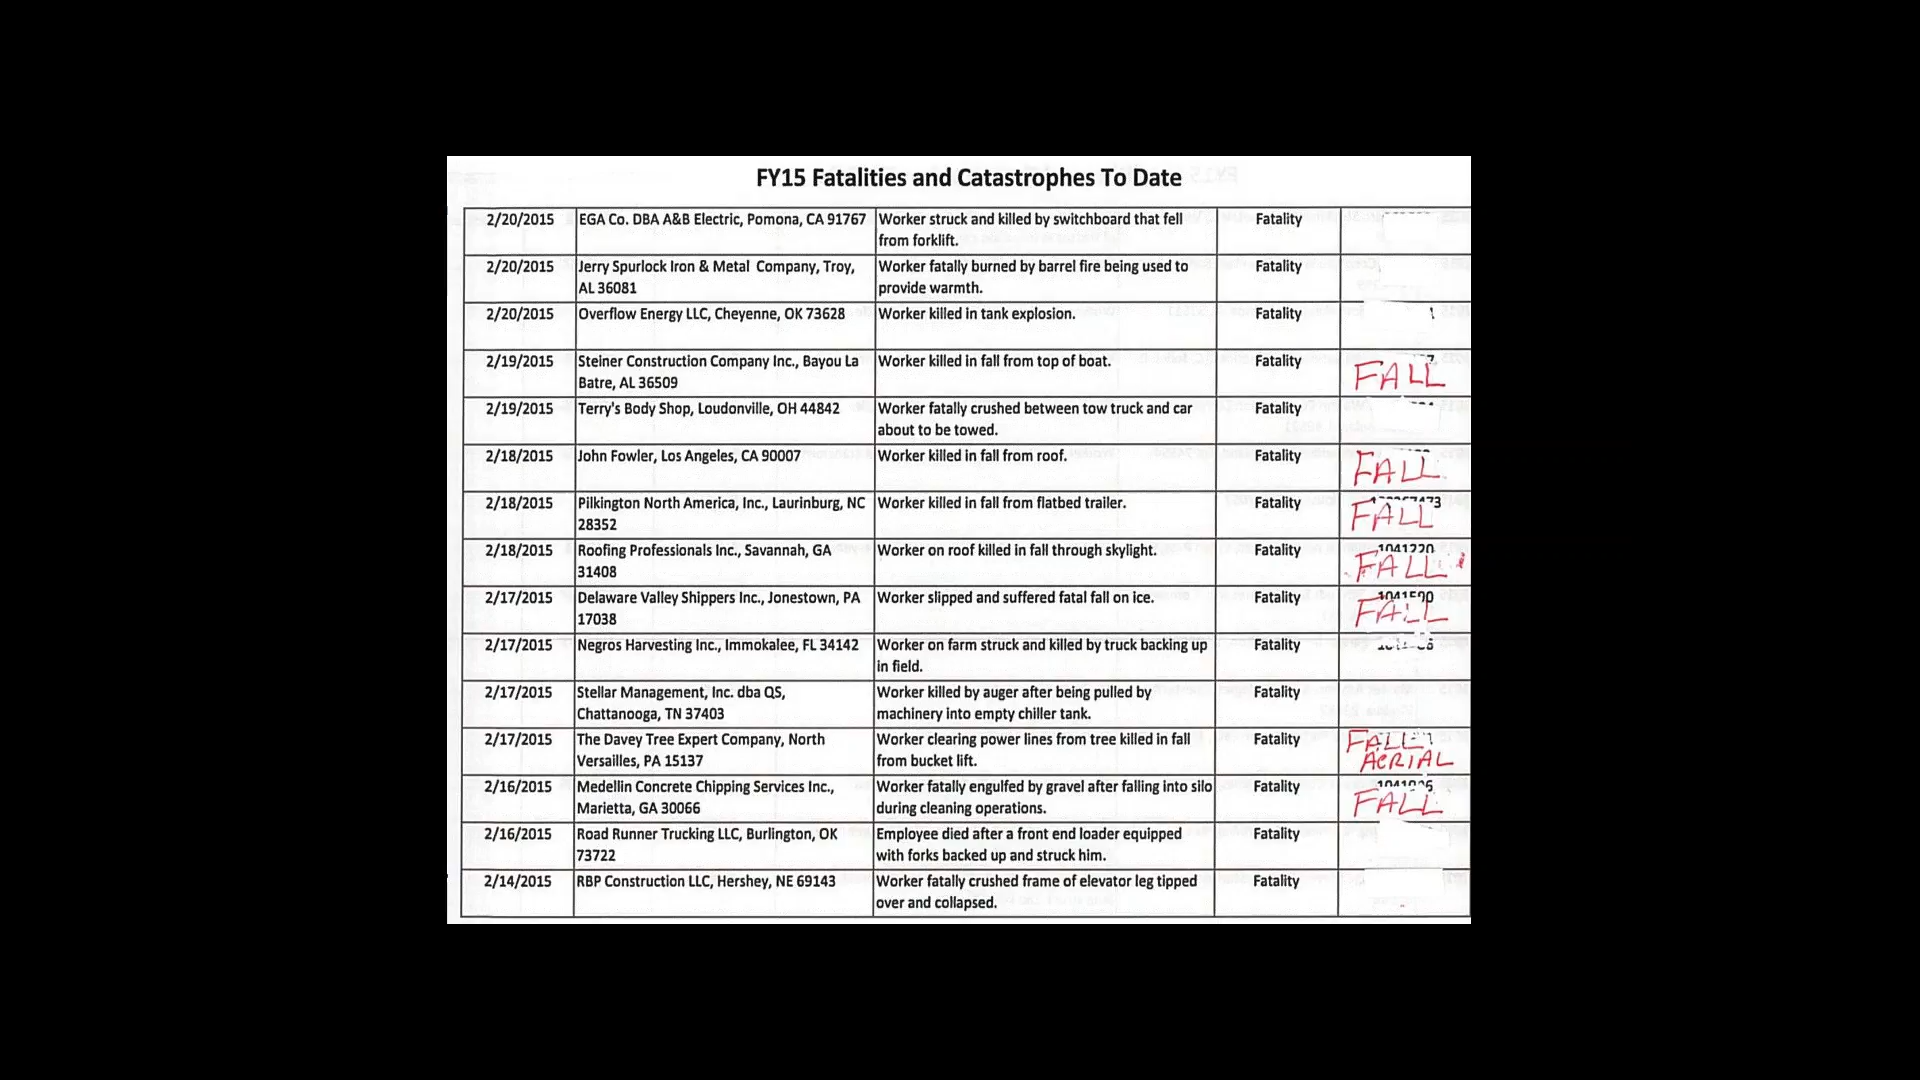 FY15 Fatalities and Catastrophes To Date
2/20/2015 EGA Co. DBA A&B Electric, Pomona, CA 91767 Worker struck and killed by switchboard that fell Fatality
from forklift.
2/20/2015 Jerry Spurlock Iron & Metal Company, Troy, Worker fatally burned by barrel fire being used to Fatality
AL 36081 provide warmth.
2/20/2015 Overflow Energy LLC, Cheyenne, OK 73628 Worker killed in tank explosion. Fatality
2/19/2015 Steiner Construction Company Inc., Bayou La Worker killed in fall from top of boat. Fatality
Batre, AL 36509 FALL
2/19/2015 Terry's Body Shop, Loudonville, OH 44842 Worker fatally crushed between tow truck and car Fatality
about to be towed.
2/18/2015 John Fowler, Los Angeles, CA 90007 Worker killed in fall from roof. Fatality
FALL
2/18/2015 Pilkington North America, Inc., Laurinburg, NC Worker killed in fall from flatbed trailer. Fatality
28352 FALL
2/18/2015 Roofing Professionals Inc., Savannah, GA Worker on roof killed in fall through skylight. Fatality 1041220
31408 FALL
2/17/2015 Delaware Valley Shippers Inc., Jonestown, PA Worker slipped and suffered fatal fall on ice. Fatality
17038 FALL
2/17/2015 Negros Harvesting Inc., Immokalee, FL 34142 Worker on farm struck and killed by truck backing up Fatality
in field.
2/17/2015 Stellar Management, Inc. dba QS, Worker killed by auger after being pulled by Fatality
Chattanooga, TN 37403 machinery into empty chiller tank.
2/17/2015 The Davey Tree Expert Company, North Worker clearing power lines from tree killed in fall Fatality FALL
Versailles, PA 15137 from bucket lift. AERIAL
2/16/2015 Medellin Concrete Chipping Services Inc., Worker fatally engulfed by gravel after falling into silo Fatality
Marietta, GA 30066 during cleaning operations. FALL
2/16/2015 Road Runner Trucking LLC, Burlington, OK Employee died after a front end loader equipped Fatality
73722 with forks backed up and struck him.
2/14/2015 RBP Construction LLC, Hershey, NE 69143 Worker fatally crushed frame of elevator leg tipped Fatality
over and collapsed.